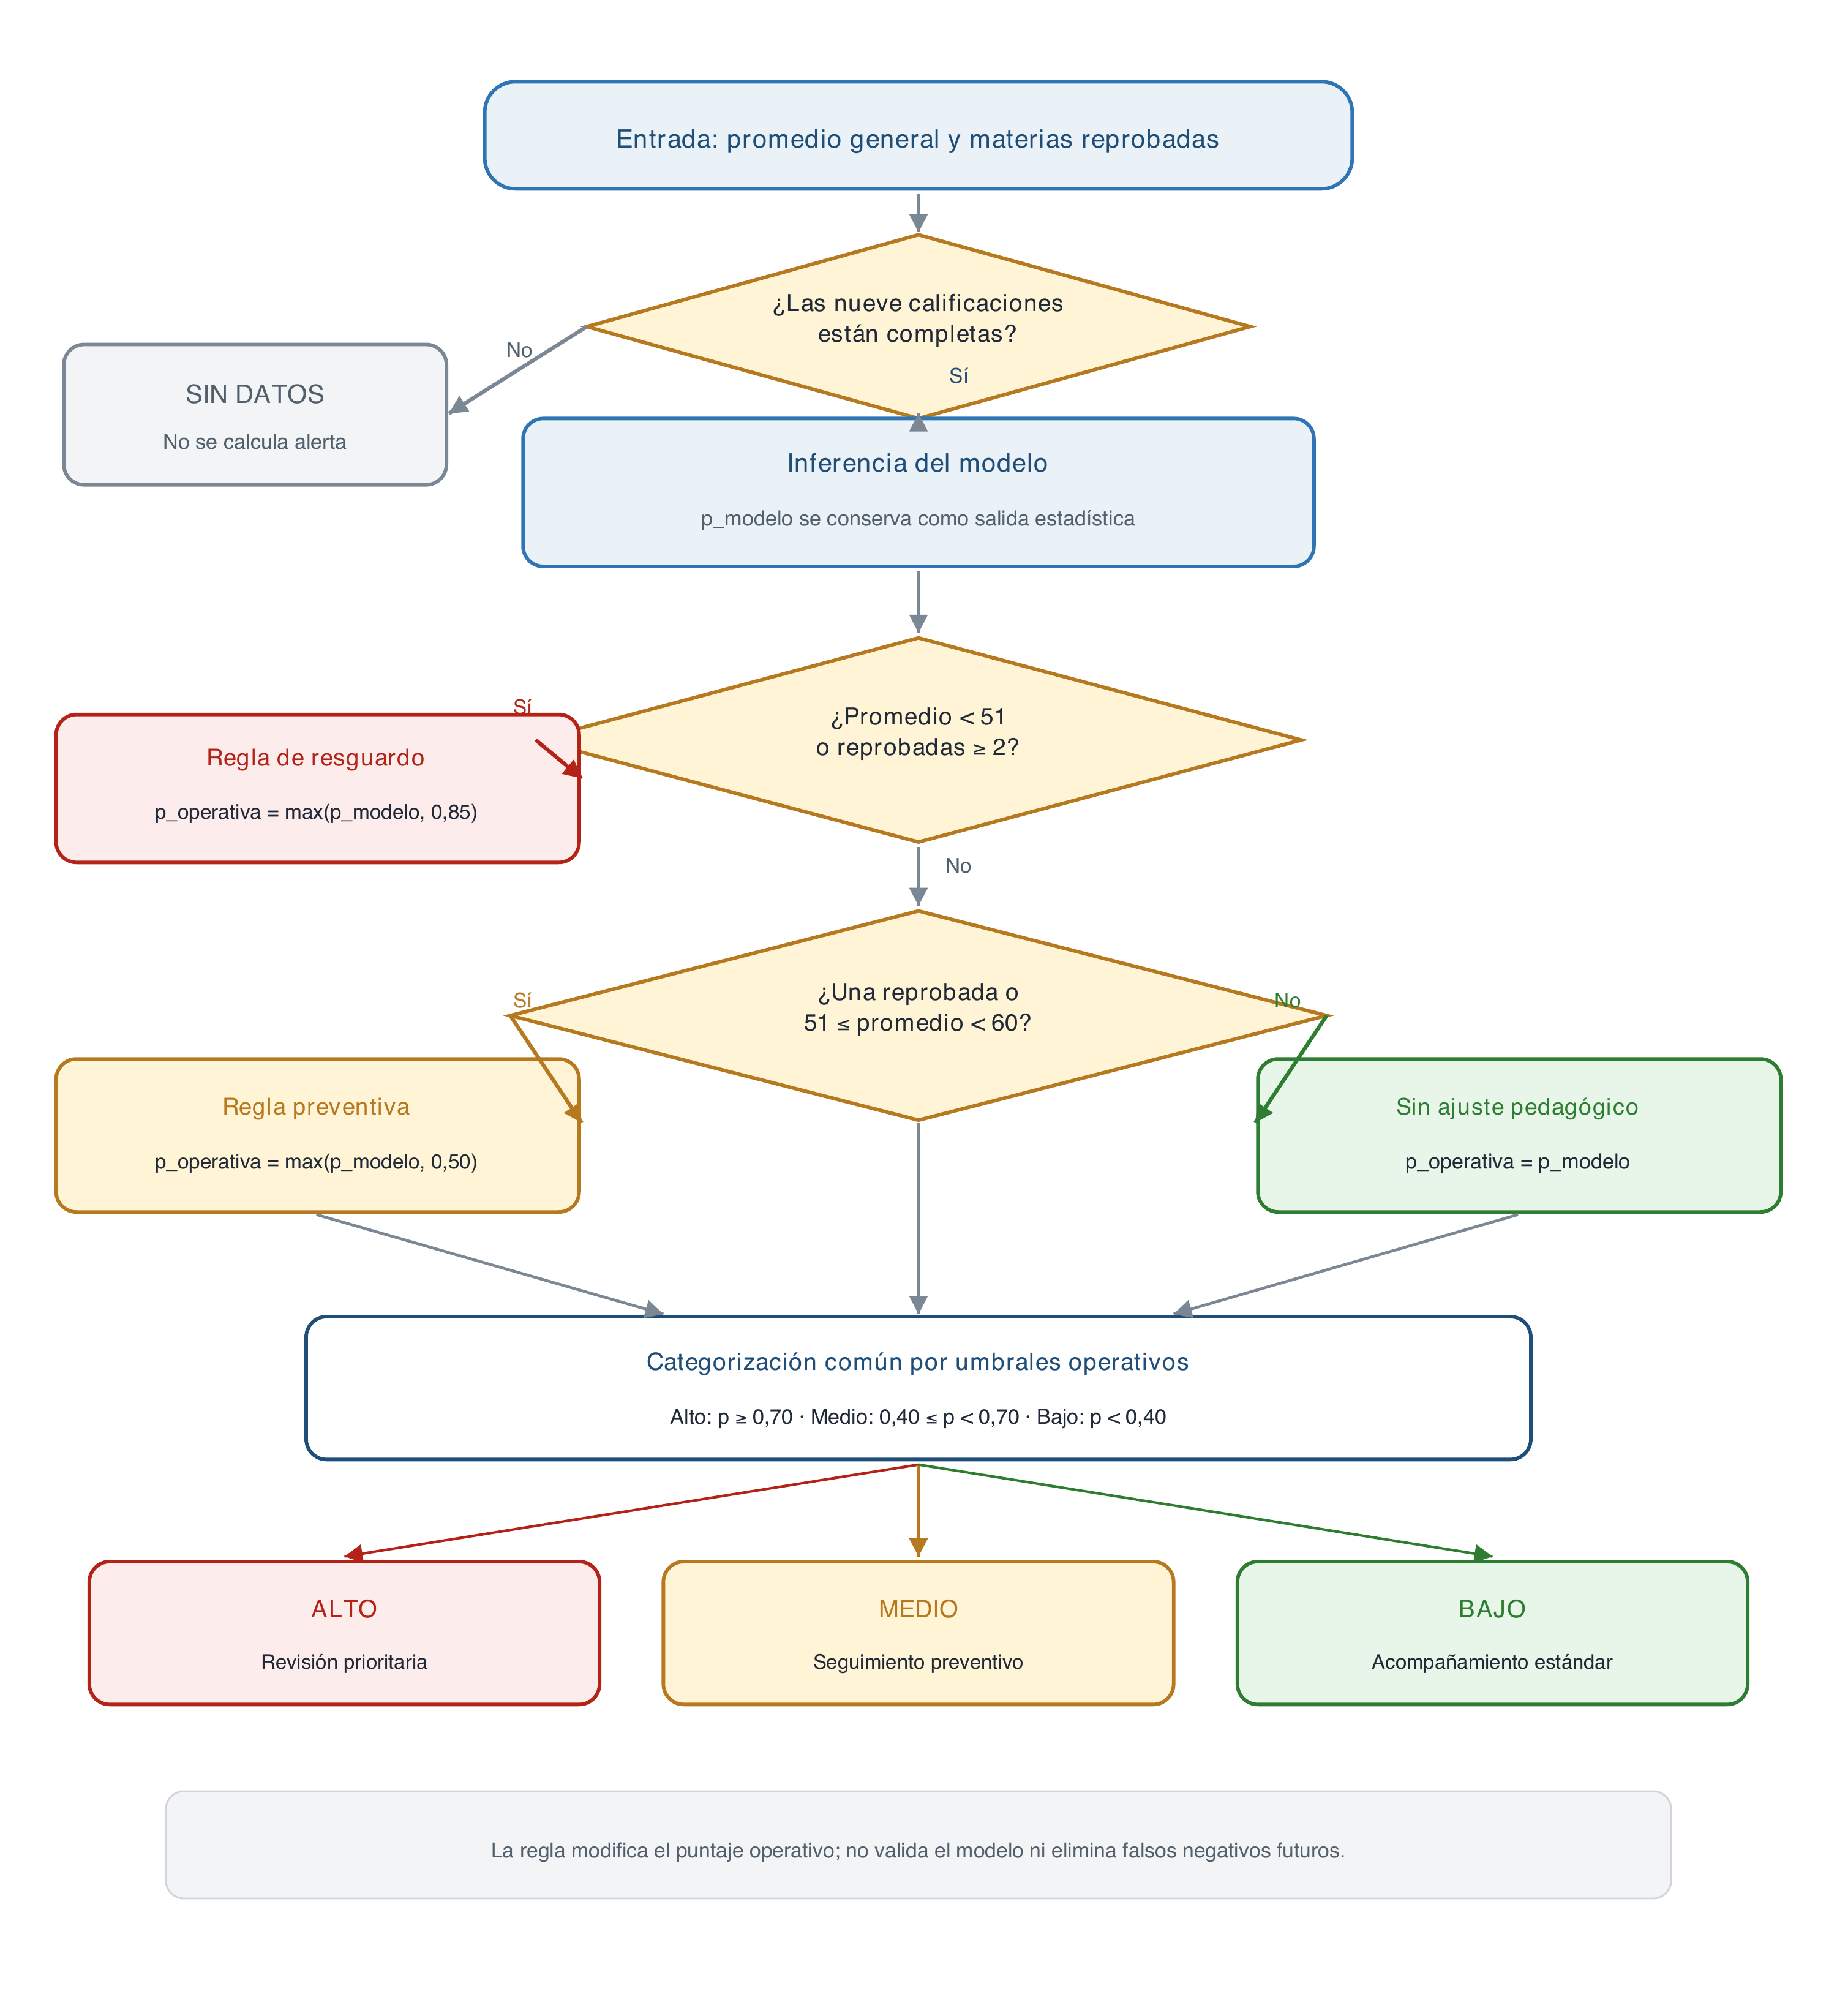 Entrada: promedio general y materias reprobadas
¿Las nueve calificaciones
están completas?
No
Sí
SIN DATOS
No se calcula alerta
Inferencia del modelo
p_modelo se conserva como salida estadística
Sí
¿Promedio < 51
o reprobadas ≥ 2?
Regla de resguardo
p_operativa = max(p_modelo, 0,85)
No
¿Una reprobada o
51 ≤ promedio < 60?
Sí
No
Regla preventiva
p_operativa = max(p_modelo, 0,50)
Sin ajuste pedagógico
p_operativa = p_modelo
Categorización común por umbrales operativos
Alto: p ≥ 0,70 · Medio: 0,40 ≤ p < 0,70 · Bajo: p < 0,40
ALTO
Revisión prioritaria
MEDIO
Seguimiento preventivo
BAJO
Acompañamiento estándar
La regla modifica el puntaje operativo; no valida el modelo ni elimina falsos negativos futuros.